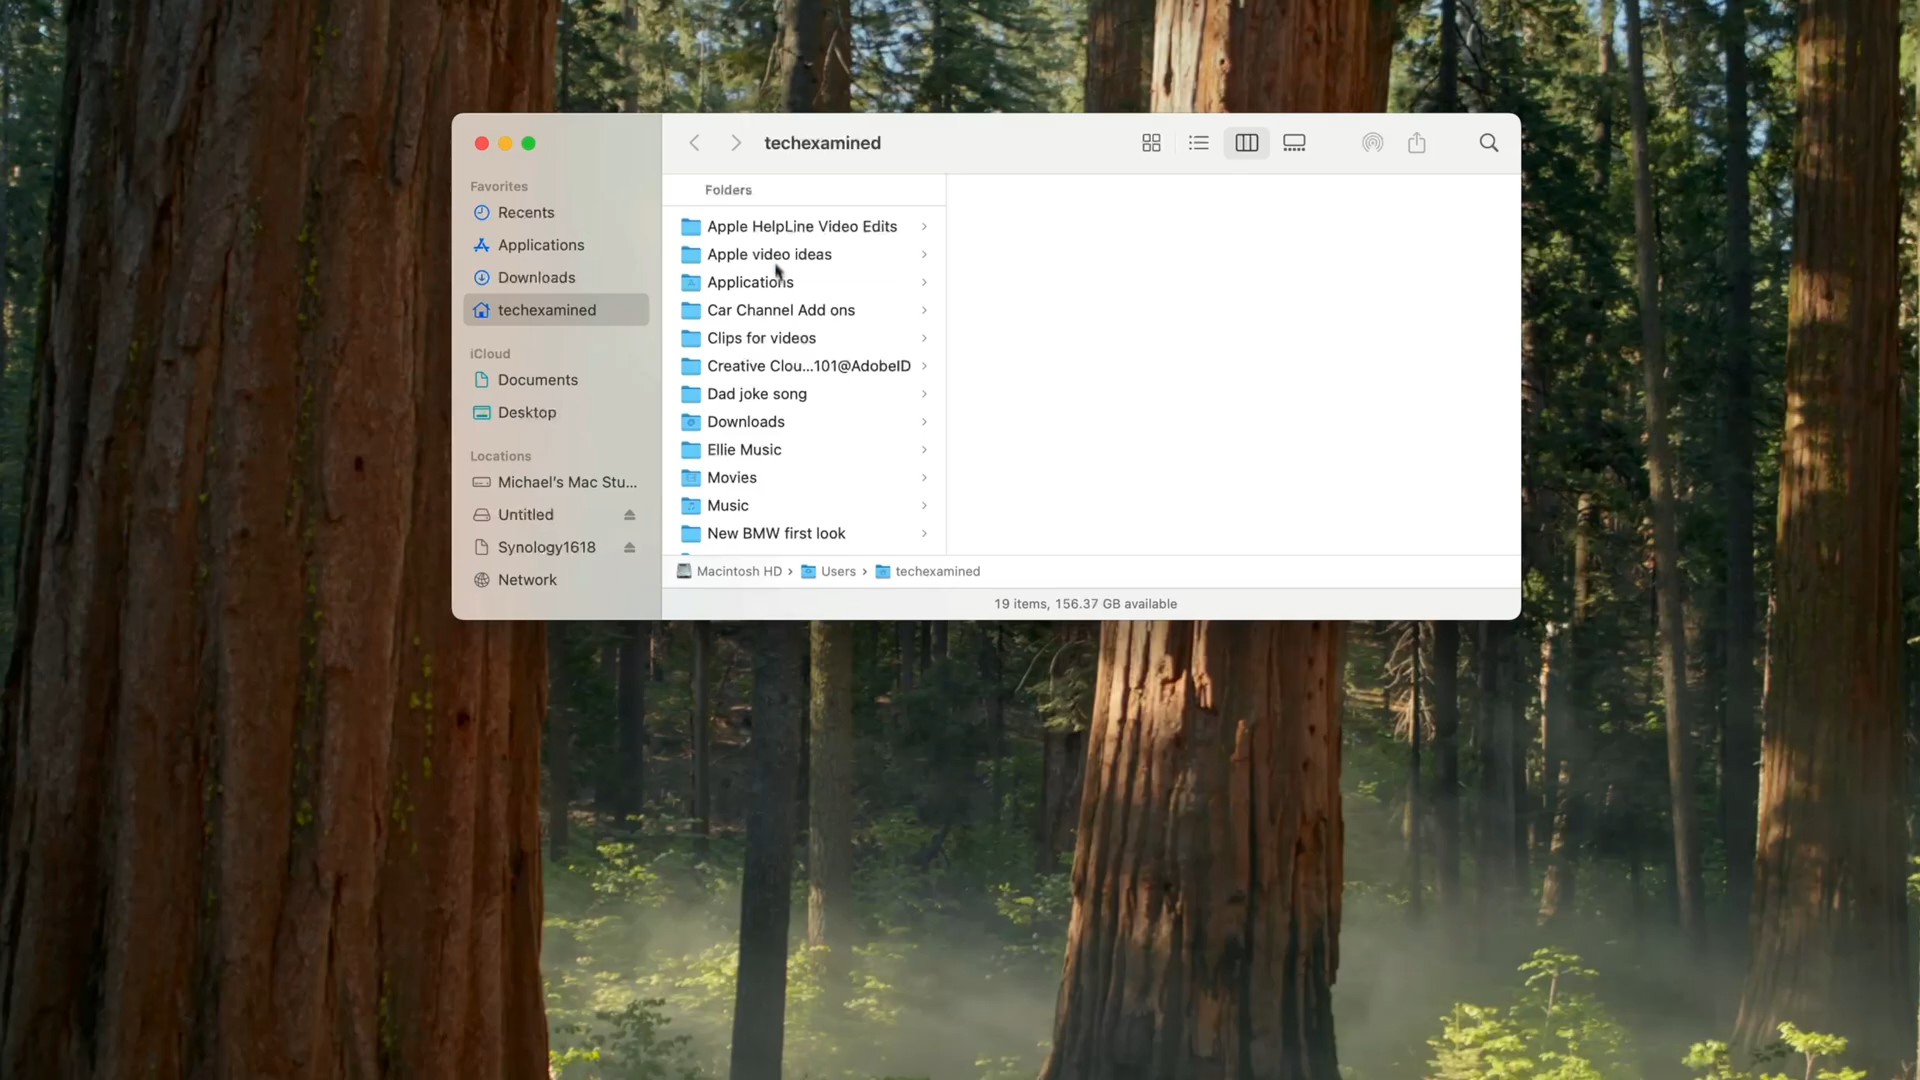 techexamined
Favorites
Recents
Applications
Downloads
techexamined
iCloud
Documents
Desktop
Locations
Michael's Mac Stu...
Untitled
Synology1618
Network
Folders
Apple HelpLine Video Edits
Apple video ideas
Applications
Car Channel Add ons
Clips for videos
Creative Clou...101@AdobeID
Dad joke song
Downloads
Ellie Music
Movies
Music
New BMW first look
Macintosh HD › Users › techexamined
19 items, 156.37 GB available